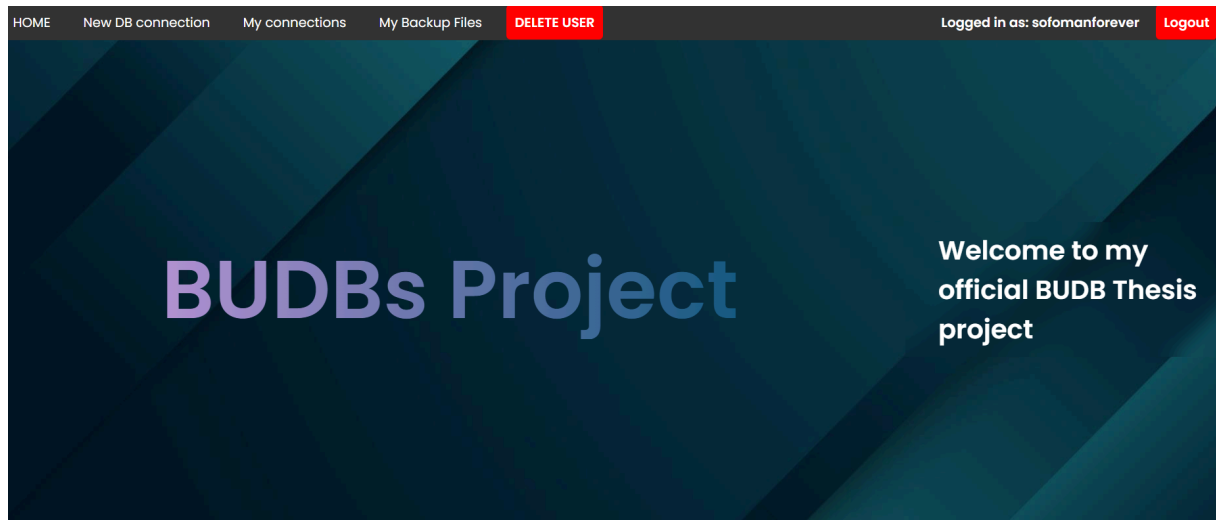 HOME New DB connection My connections My Backup Files DELETE USER Logged in as: sofomanforever Logout
BUDBs Project
Welcome to my
official BUDB Thesis
project